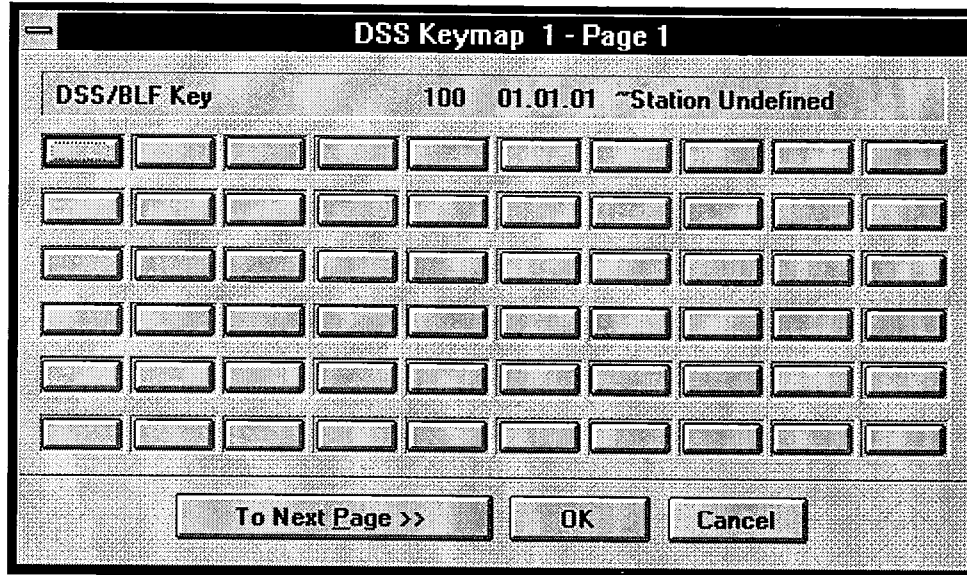 DSS Keymap 1 - Page 1
DSS/BLF Key 100 01.01.01 ~Station Undefined
To Next Page >> OK Cancel